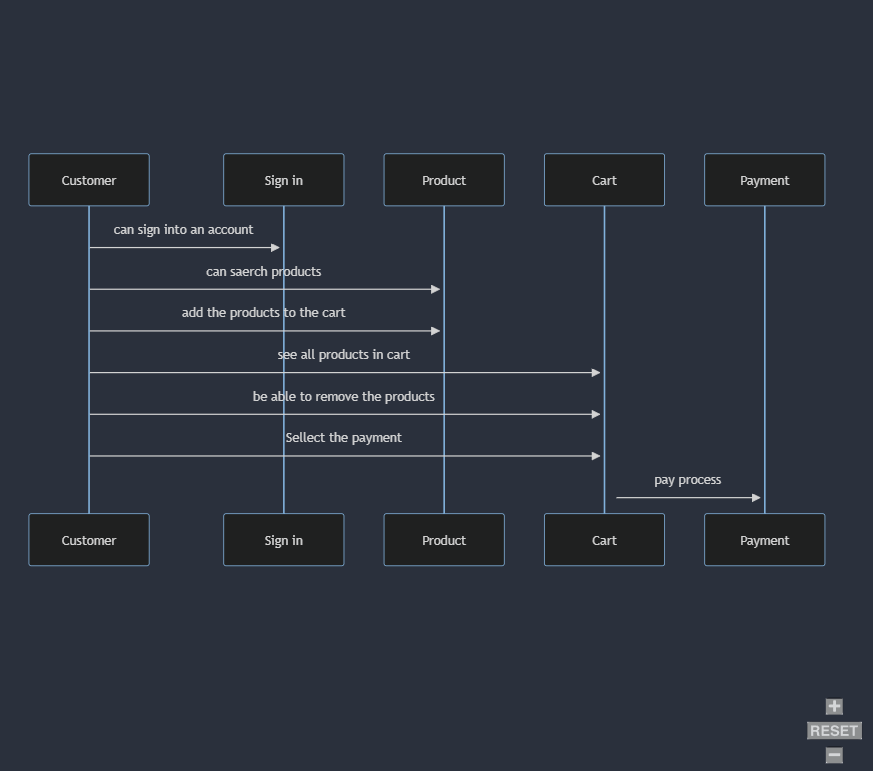 Customer
Sign in
Product
Cart
Payment
can sign into an account
can saerch products
add the products to the cart
see all products in cart
be able to remove the products
Sellect the payment
pay process
Customer
Sign in
Product
Cart
Payment
+
RESET
−